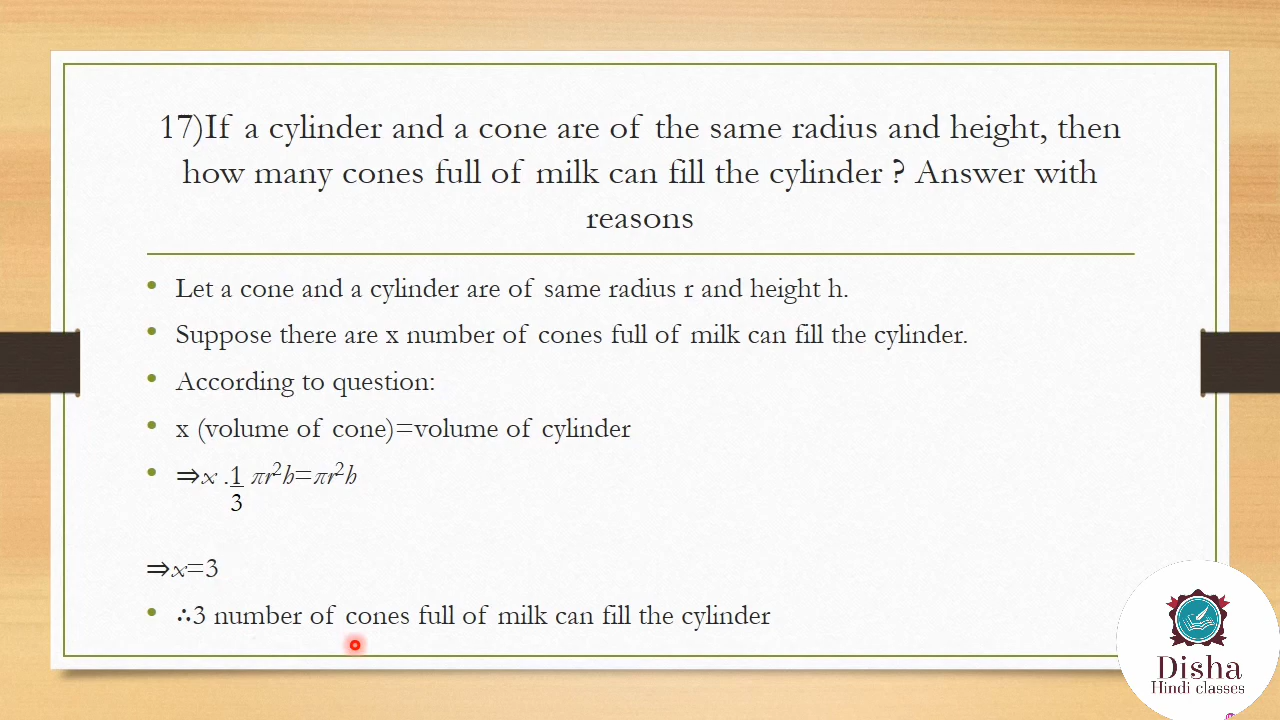 17)If a cylinder and a cone are of the same radius and height, then
how many cones full of milk can fill the cylinder ? Answer with
reasons
• Let a cone and a cylinder are of same radius r and height h.
• Suppose there are x number of cones full of milk can fill the cylinder.
• According to question:
• x (volume of cone)=volume of cylinder
• ⇒x .1/3 πr²h=πr²h
⇒x=3
• ∴3 number of cones full of milk can fill the cylinder
Disha
Hindi classes